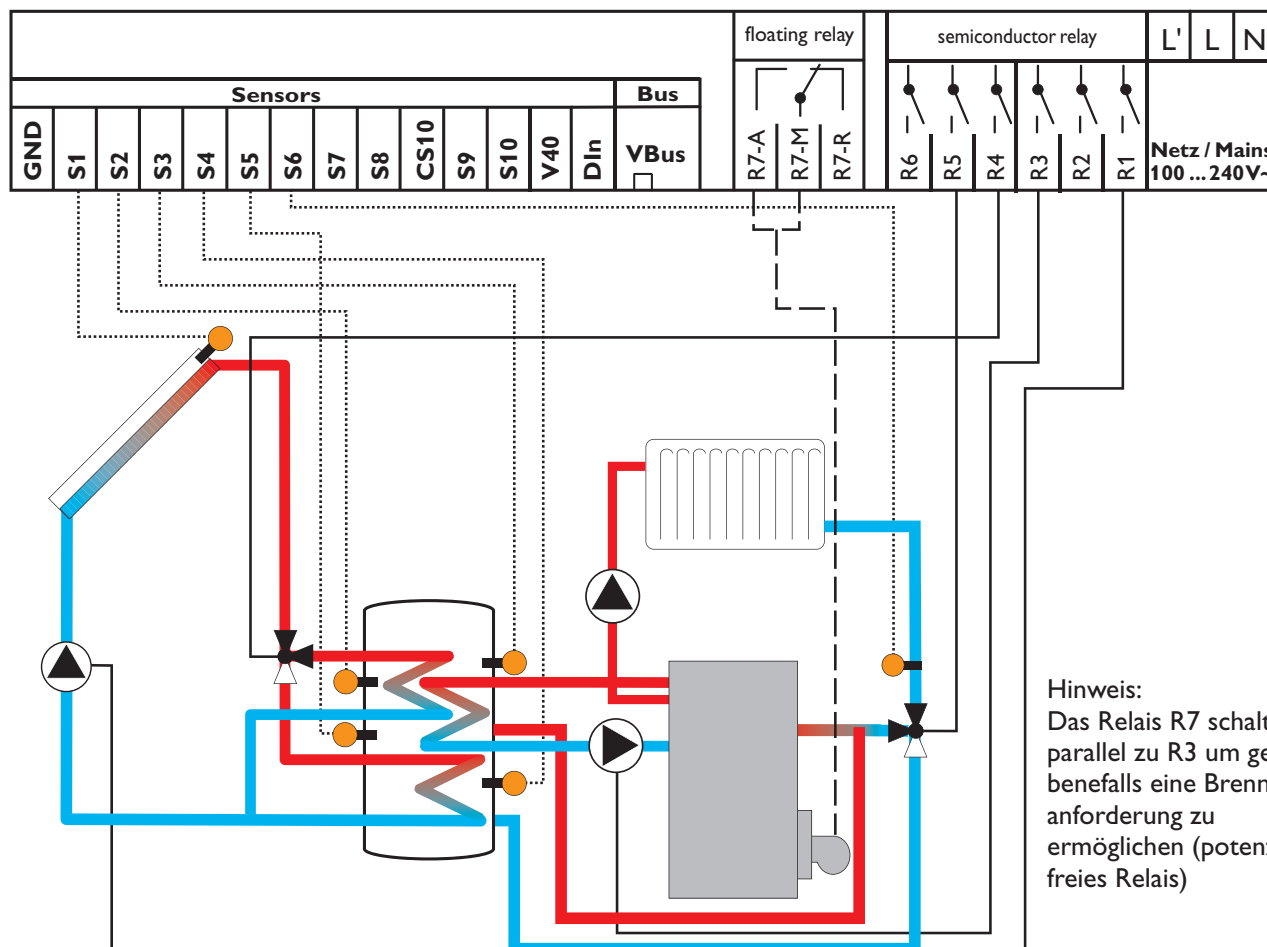 floating relay
semiconductor relay
L' L N
Sensors
Bus
GND S1 S2 S3 S4 S5 S6 S7 S8 CS10 S9 S10 V40 DIn
VBus
R7-A R7-M R7-R
R6 R5 R4 R3 R2 R1
Netz / Mains
100 ... 240V~
Hinweis:
Das Relais R7 schalt
parallel zu R3 um ge
benefalls eine Brenn
anforderung zu
ermöglichen (poten
freies Relais)